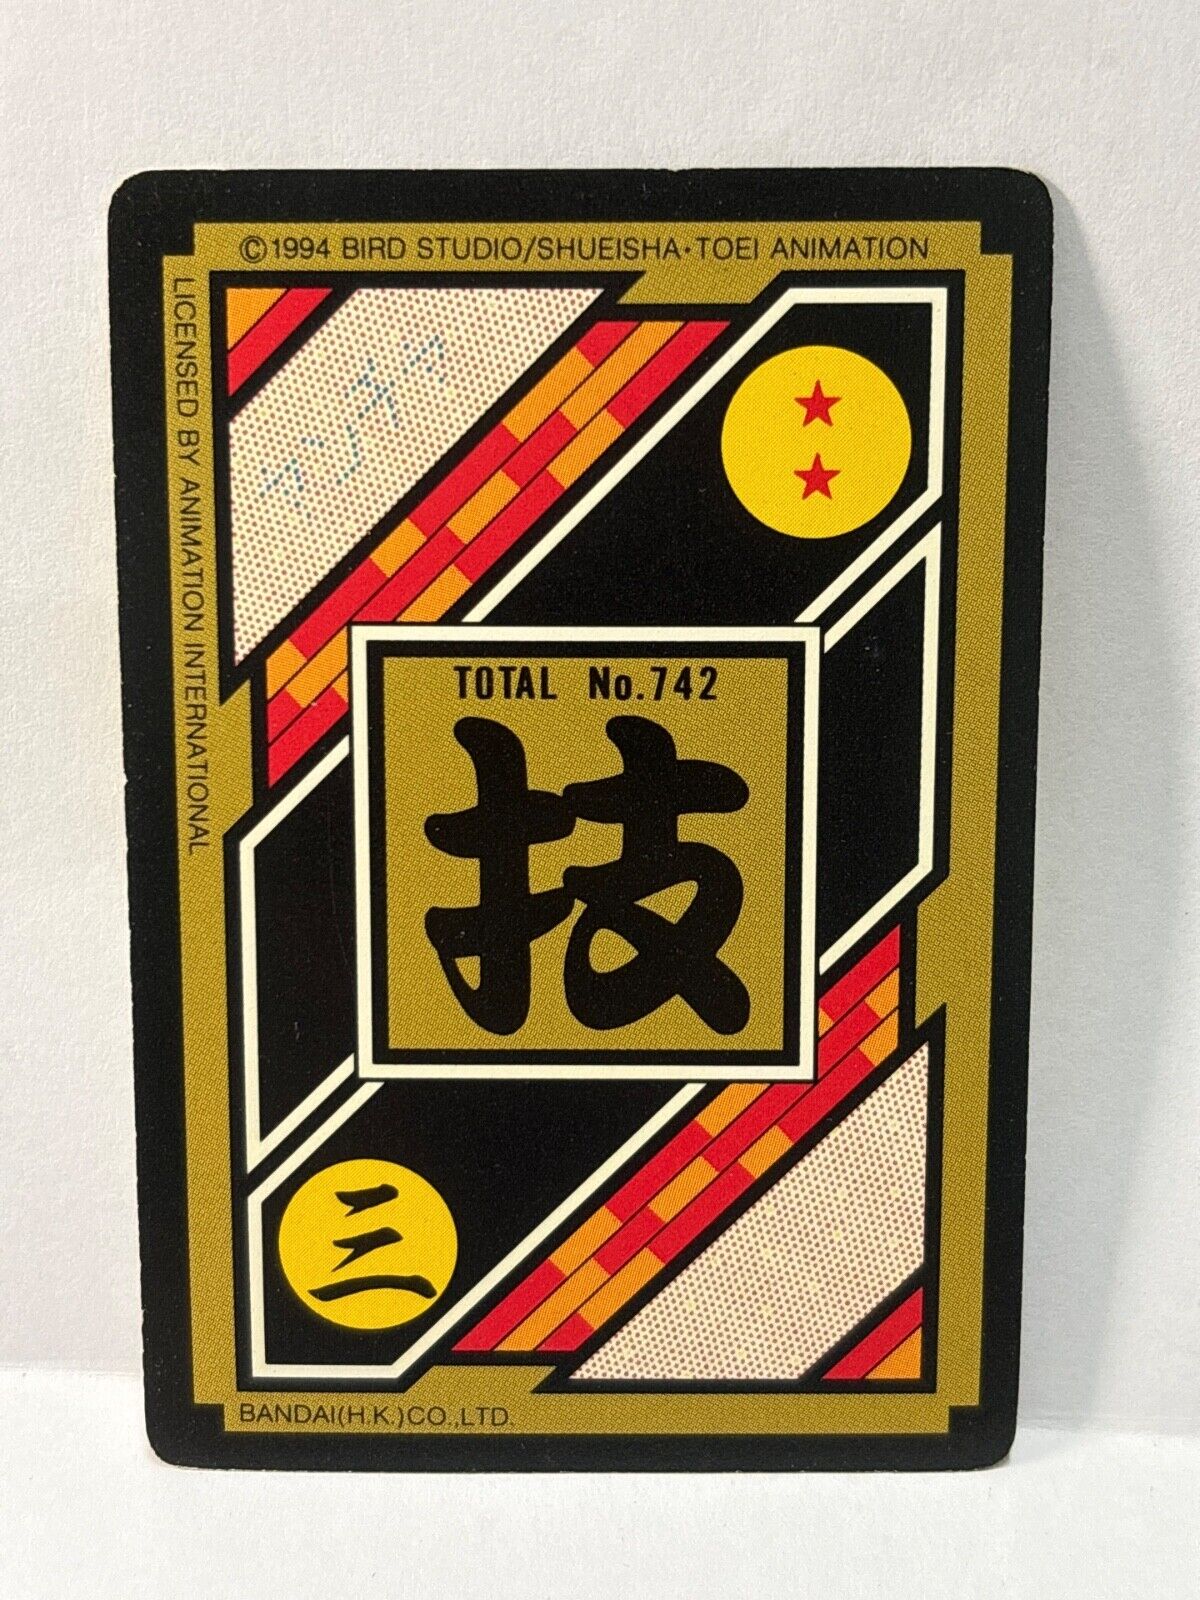 ©1994 BIRD STUDIO/SHUEISHA・TOEI ANIMATION
LICENSED BY ANIMATION INTERNATIONAL
TOTAL No.742
技
三
BANDAI(H.K.)CO.,LTD.